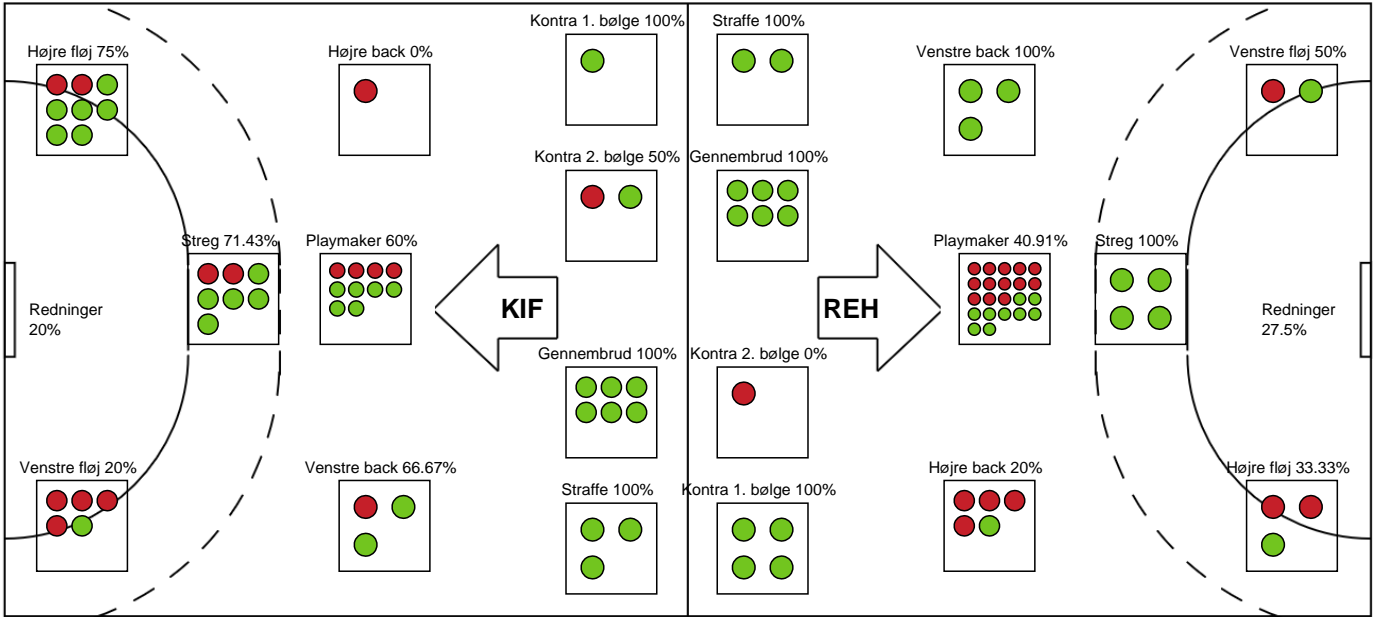 Kontra 1. bølge 100%
Straffe 100%
Højre fløj 75%
Højre back 0%
Venstre back 100%
Venstre fløj 50%
Kontra 2. bølge 50%
Gennembrud 100%
Streg 71.43%
Playmaker 60%
Playmaker 40.91%
Streg 100%
Redninger
20%
KIF
REH
Redninger
27.5%
Gennembrud 100%
Kontra 2. bølge 0%
Venstre fløj 20%
Venstre back 66.67%
Højre back 20%
Højre fløj 33.33%
Straffe 100%
Kontra 1. bølge 100%